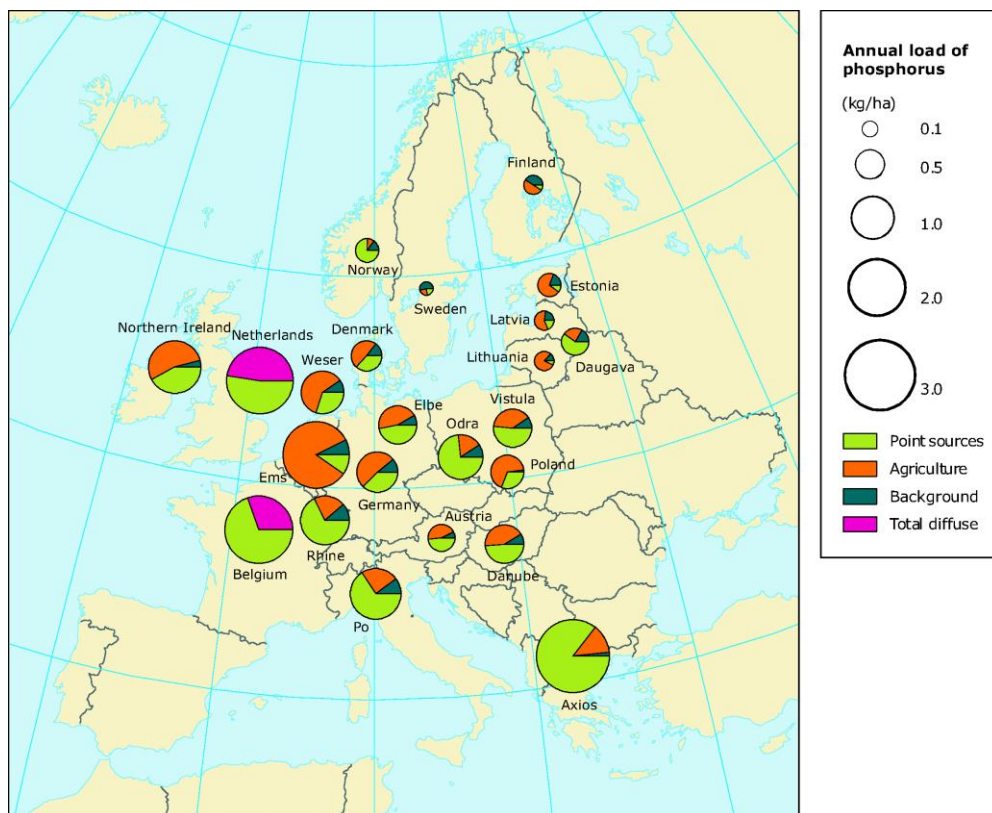 Finland
Norway
Sweden
Estonia
Latvia
Lithuania
Daugava
Northern Ireland
Netherlands
Denmark
Weser
Elbe
Vistula
Odra
Ems
Germany
Poland
Austria
Rhine
Belgium
Danube
Po
Axios
Annual load of
phosphorus
(kg/ha)
0.1
0.5
1.0
2.0
3.0
Point sources
Agriculture
Background
Total diffuse